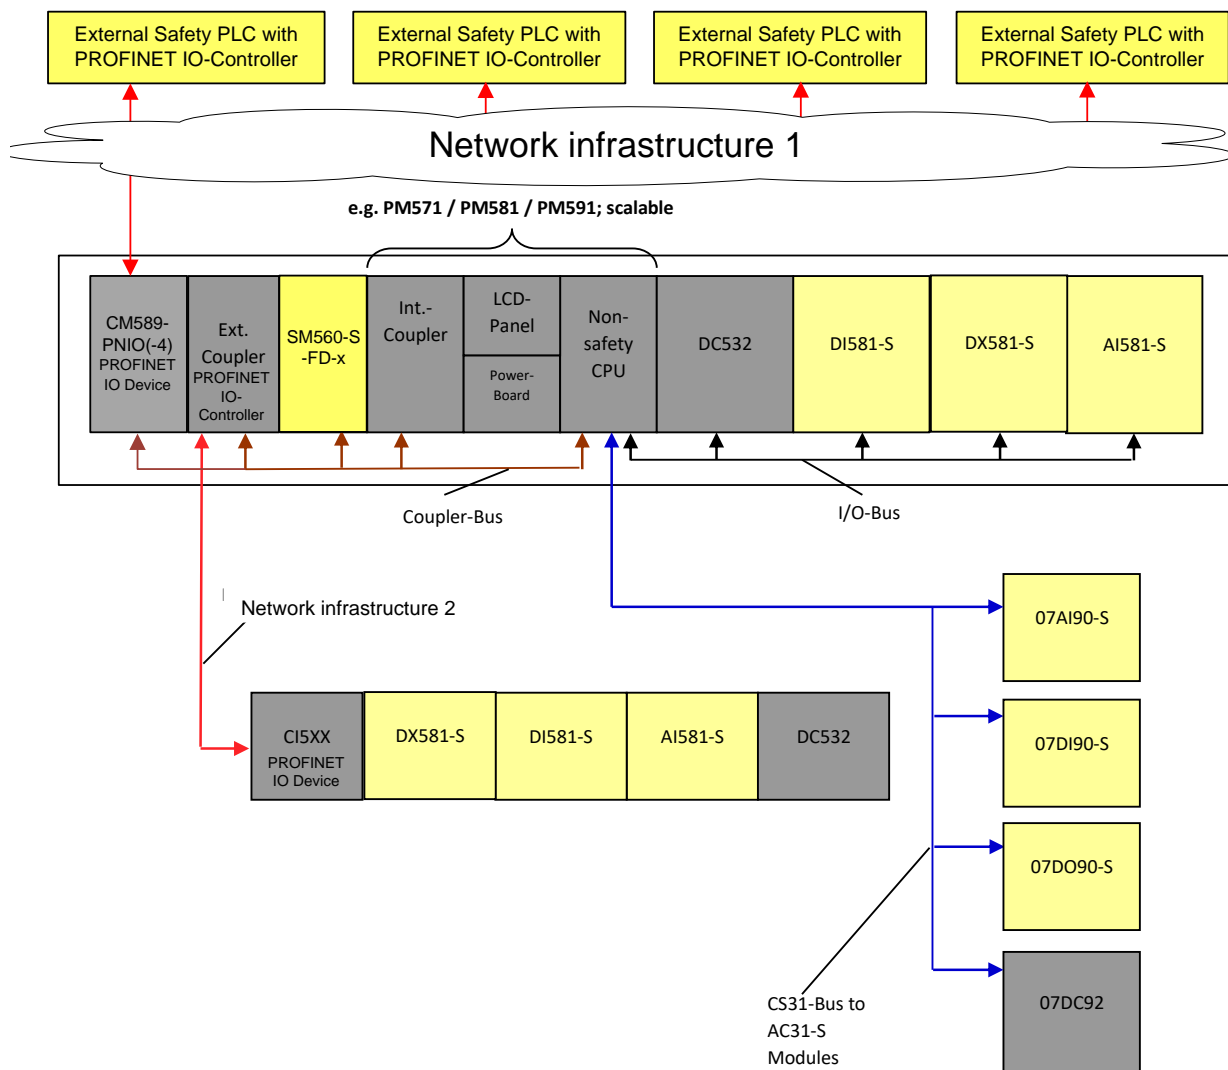 External Safety PLC with
PROFINET IO-Controller
External Safety PLC with
PROFINET IO-Controller
External Safety PLC with
PROFINET IO-Controller
External Safety PLC with
PROFINET IO-Controller
Network infrastructure 1
e.g. PM571 / PM581 / PM591; scalable
CM589-
PNIO(-4)
PROFINET
IO Device
Ext.
Coupler
PROFINET
IO-
Controller
SM560-S
-FD-x
Int.-
Coupler
LCD-
Panel
Power-
Board
Non-
safety
CPU
DC532
DI581-S
DX581-S
AI581-S
Coupler-Bus
I/O-Bus
Network infrastructure 2
CI5XX
PROFINET
IO Device
DX581-S
DI581-S
AI581-S
DC532
07AI90-S
07DI90-S
07DO90-S
07DC92
CS31-Bus to
AC31-S
Modules